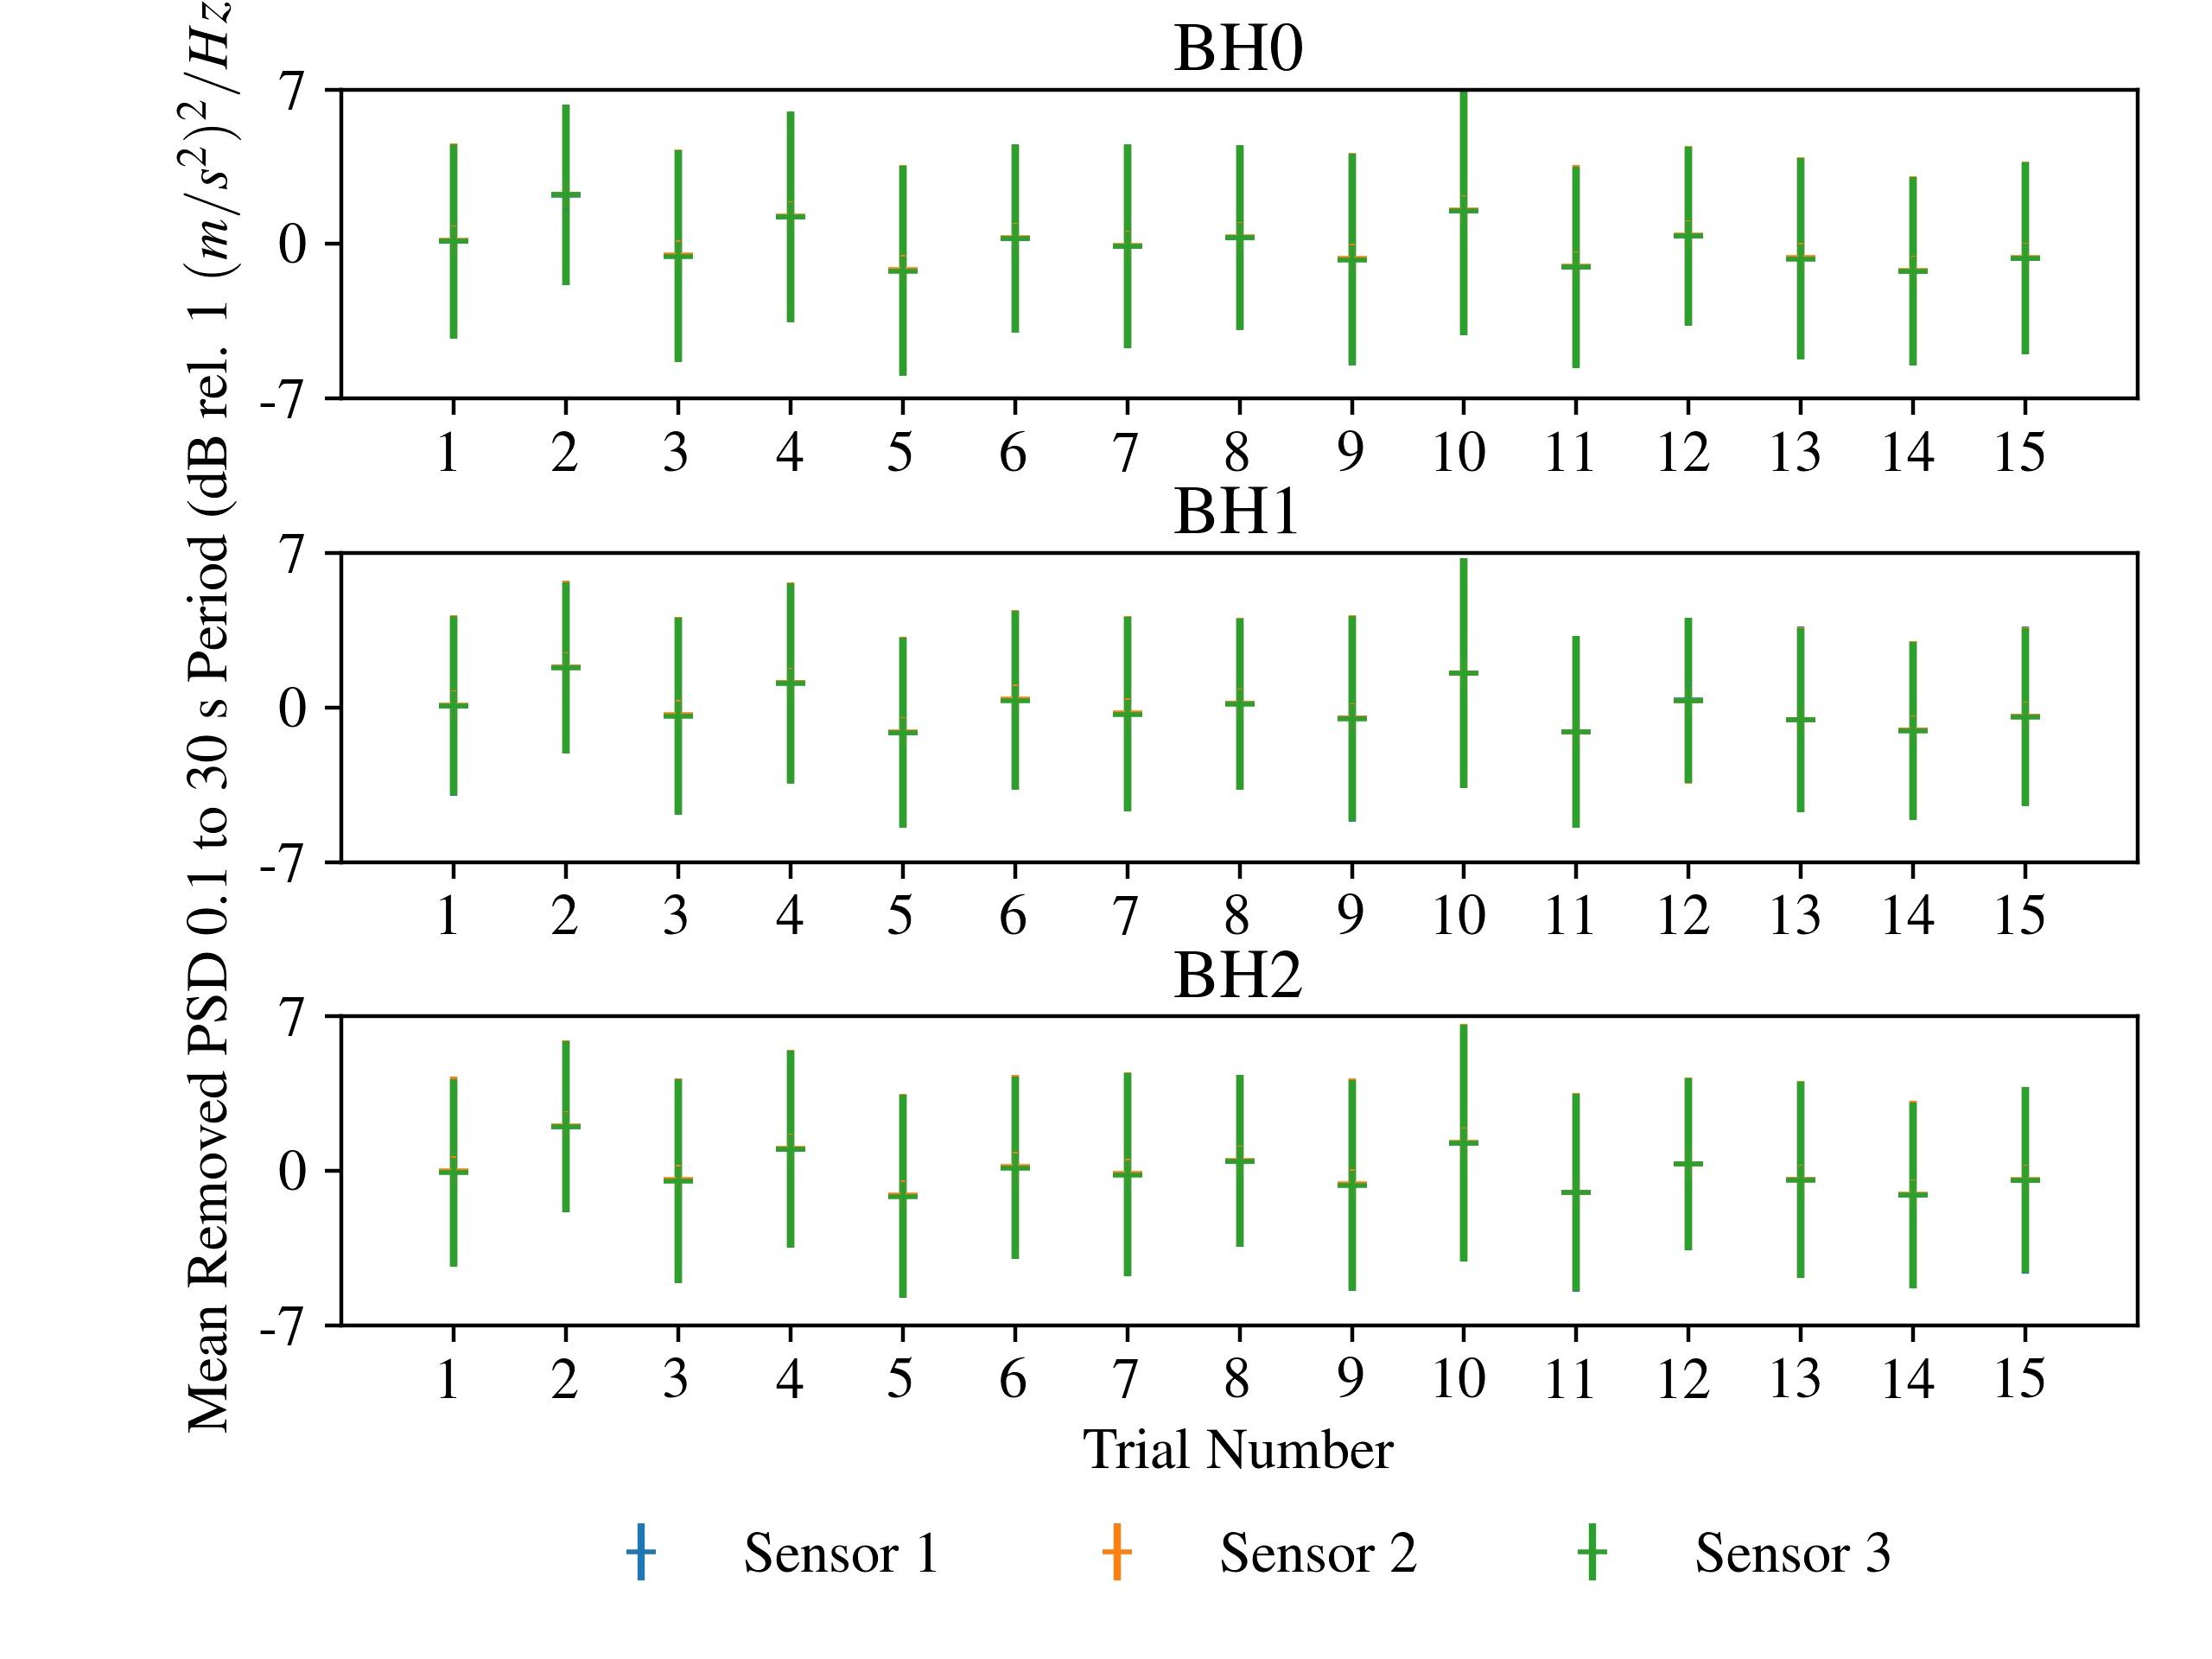 Mean Removed PSD 0.1 to 30 s Period (dB rel. 1 (m/s²)²/Hz
BH0
7
0
-7
1 2 3 4 5 6 7 8 9 10 11 12 13 14 15
BH1
7
0
-7
1 2 3 4 5 6 7 8 9 10 11 12 13 14 15
BH2
7
0
-7
1 2 3 4 5 6 7 8 9 10 11 12 13 14 15
Trial Number
Sensor 1 Sensor 2 Sensor 3